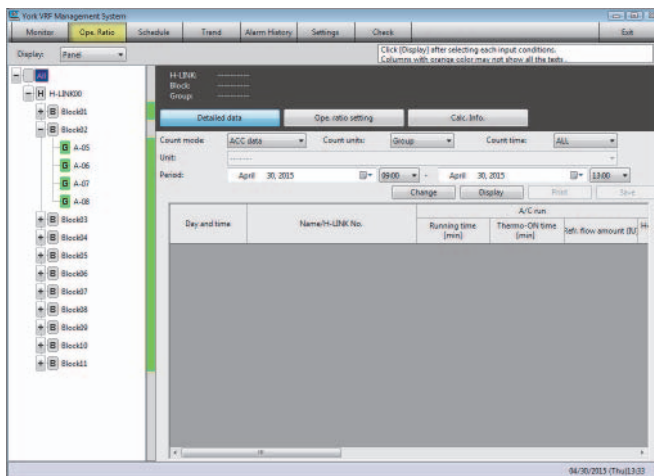 York VRF Management System
Monitor Ope. Ratio Schedule Trend Alarm History Settings Check Exit
Display: Panel
Click [Display] after selecting each input conditions.
Columns with orange color may not show all the texts.
All
H H-LINK00
B Block01
B Block02
G A-05
G A-06
G A-07
G A-08
B Block03
B Block04
B Block05
B Block06
B Block07
B Block08
B Block09
B Block10
B Block11
H-LINK: ----------
Block: ----------
Group: ----------
Detailed data Ope. ratio setting Calc. Info.
Count mode: ACC data Count units: Group Count time: ALL
Unit: -------
Period: April 30, 2015 09:00 - April 30, 2015 13:00
Change Display Print Save
Day and time Name/H-LINK No. A/C run
Running time [min] Thermo-ON time [min] Refr. flow amount
04/30/2015 (Thu)13:33